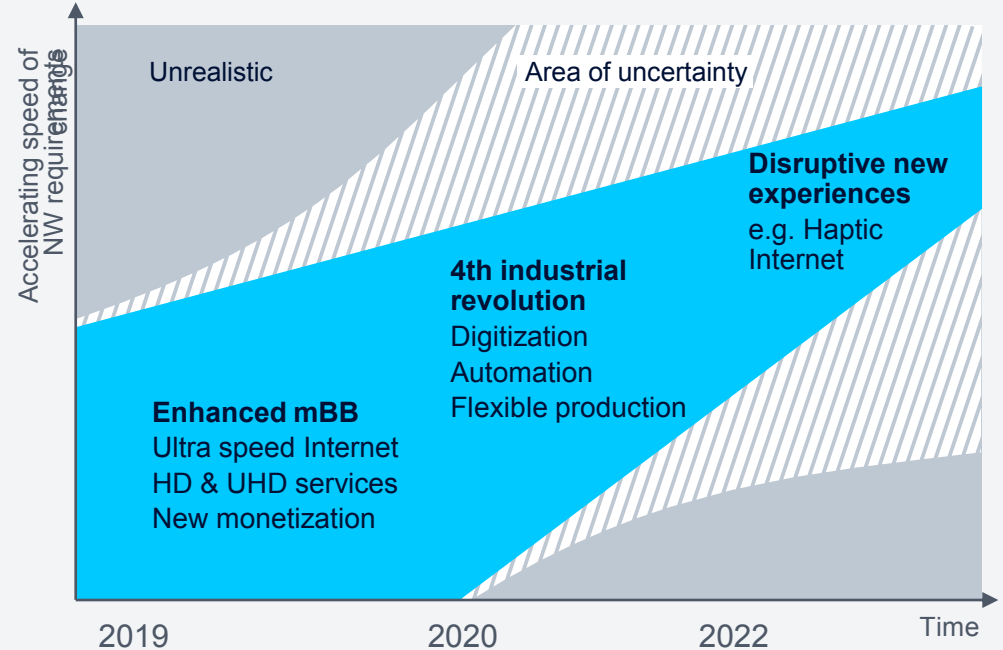 Accelerating speed of
NW requirements
change
Unrealistic
Area of uncertainty
Disruptive new
experiences
e.g. Haptic
Internet
4th industrial
revolution
Digitization
Automation
Flexible production
Enhanced mBB
Ultra speed Internet
HD & UHD services
New monetization
2019
2020
2022
Time